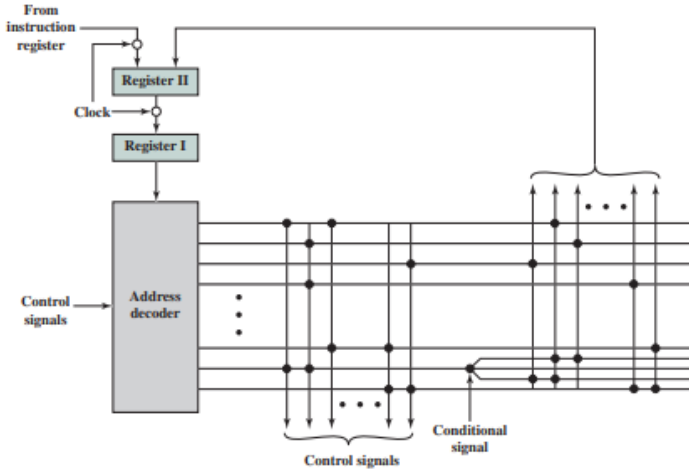 From
instruction
register
Register II
Clock
Register I
Address
decoder
Control
signals
Conditional
signal
Control signals